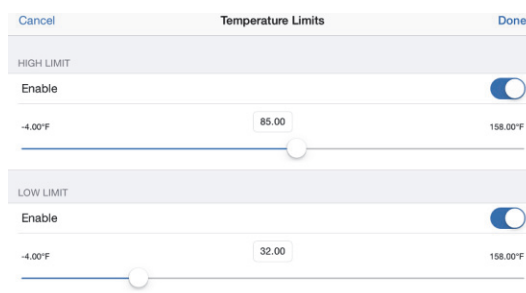 Cancel Temperature Limits Done
HIGH LIMIT
Enable
-4.00°F 85.00 158.00°F
LOW LIMIT
Enable
-4.00°F 32.00 158.00°F